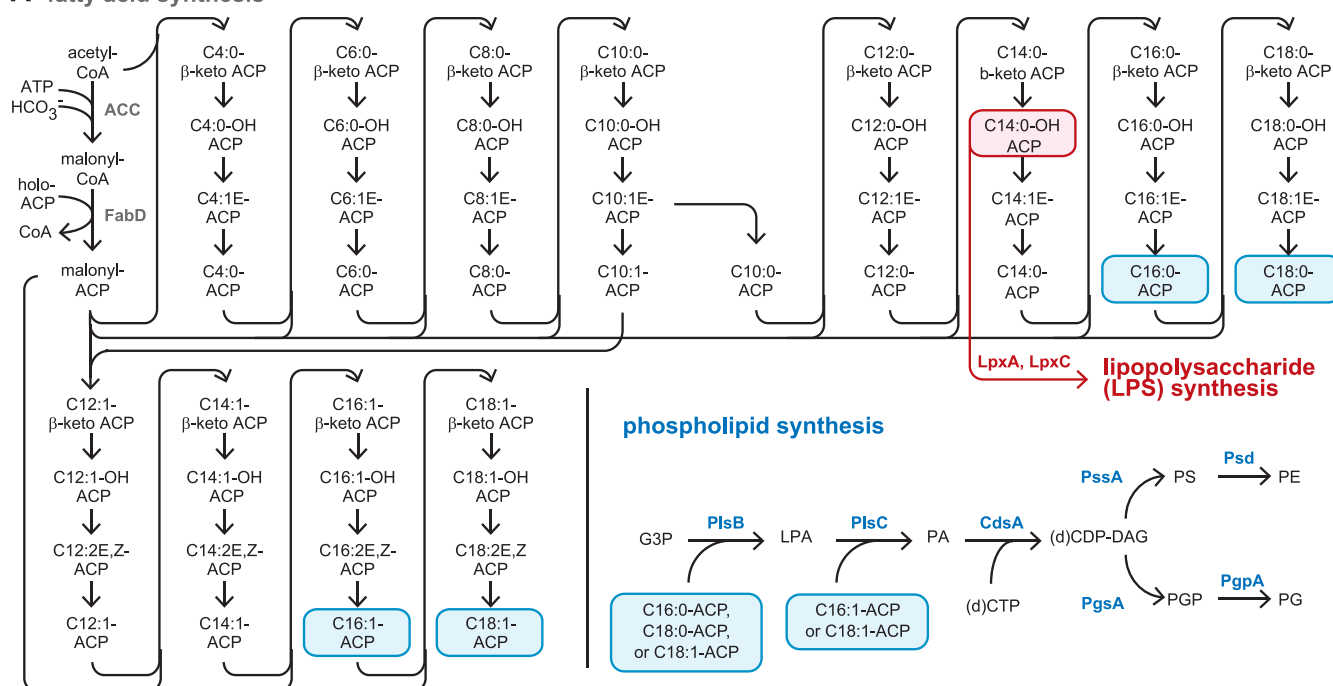 fatty acid synthesis
acetyl-
CoA
ATP
HCO3-
ACC
malonyl-
CoA
holo-
ACP
FabD
CoA
malonyl-
ACP
C4:0-
β-keto ACP
C4:0-OH
ACP
C4:1E-
ACP
C4:0-
ACP
C6:0-
β-keto ACP
C6:0-OH
ACP
C6:1E-
ACP
C6:0-
ACP
C8:0-
β-keto ACP
C8:0-OH
ACP
C8:1E-
ACP
C8:0-
ACP
C10:0-
β-keto ACP
C10:0-OH
ACP
C10:1E-
ACP
C10:1-
ACP
C10:0-
ACP
C12:0-
β-keto ACP
C12:0-OH
ACP
C12:1E-
ACP
C12:0-
ACP
C14:0-
b-keto ACP
C14:0-OH
ACP
C14:1E-
ACP
C14:0-
ACP
C16:0-
β-keto ACP
C16:0-OH
ACP
C16:1E-
ACP
C16:0-
ACP
C18:0-
β-keto ACP
C18:0-OH
ACP
C18:1E-
ACP
C18:0-
ACP
LpxA, LpxC
lipopolysaccharide
(LPS) synthesis
C12:1-
β-keto ACP
C12:1-OH
ACP
C12:2E,Z-
ACP
C12:1-
ACP
C14:1-
β-keto ACP
C14:1-OH
ACP
C14:2E,Z-
ACP
C14:1-
ACP
C16:1-
β-keto ACP
C16:1-OH
ACP
C16:2E,Z-
ACP
C16:1-
ACP
C18:1-
β-keto ACP
C18:1-OH
ACP
C18:2E,Z
ACP
C18:1-
ACP
phospholipid synthesis
G3P
PlsB
LPA
PlsC
PA
CdsA
(d)CDP-DAG
PssA
PS
Psd
PE
PgsA
PGP
PgpA
PG
(d)CTP
C16:0-ACP,
C18:0-ACP,
or C18:1-ACP
C16:1-ACP
or C18:1-ACP